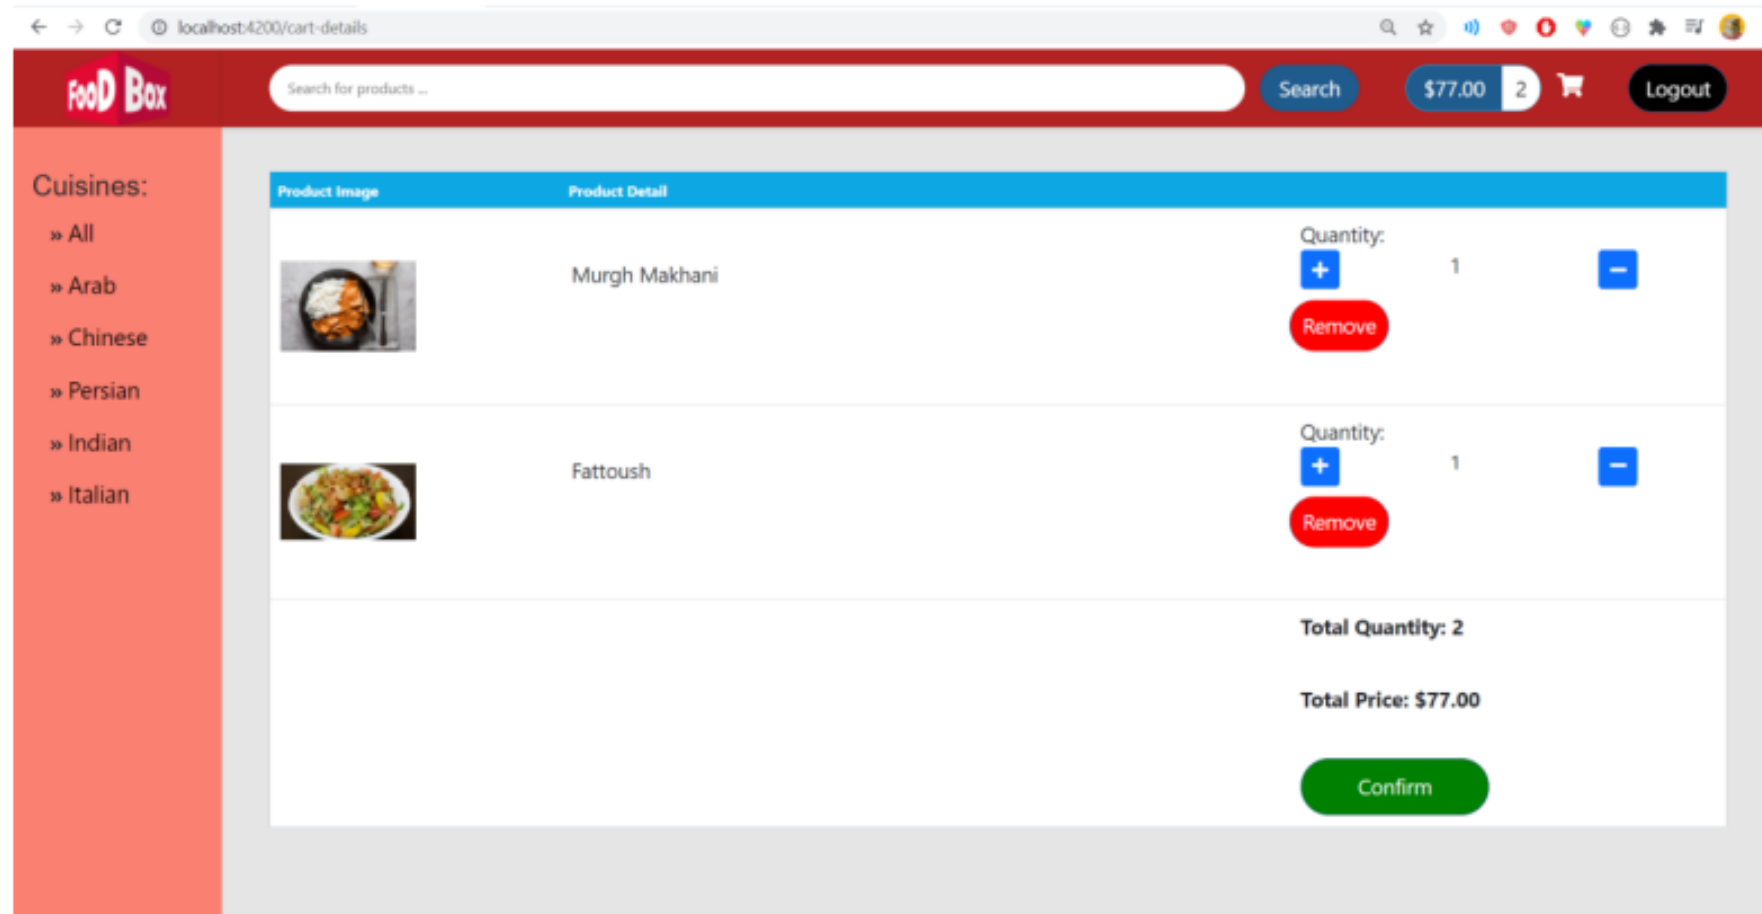 localhost:4200/cart-details
FooD Box
Search for products ...
Search
$77.00 2
Logout
Cuisines:
» All
» Arab
» Chinese
» Persian
» Indian
» Italian
Product Image Product Detail
Murgh Makhani
Quantity:
+ 1 −
Remove
Fattoush
Quantity:
+ 1 −
Remove
Total Quantity: 2
Total Price: $77.00
Confirm